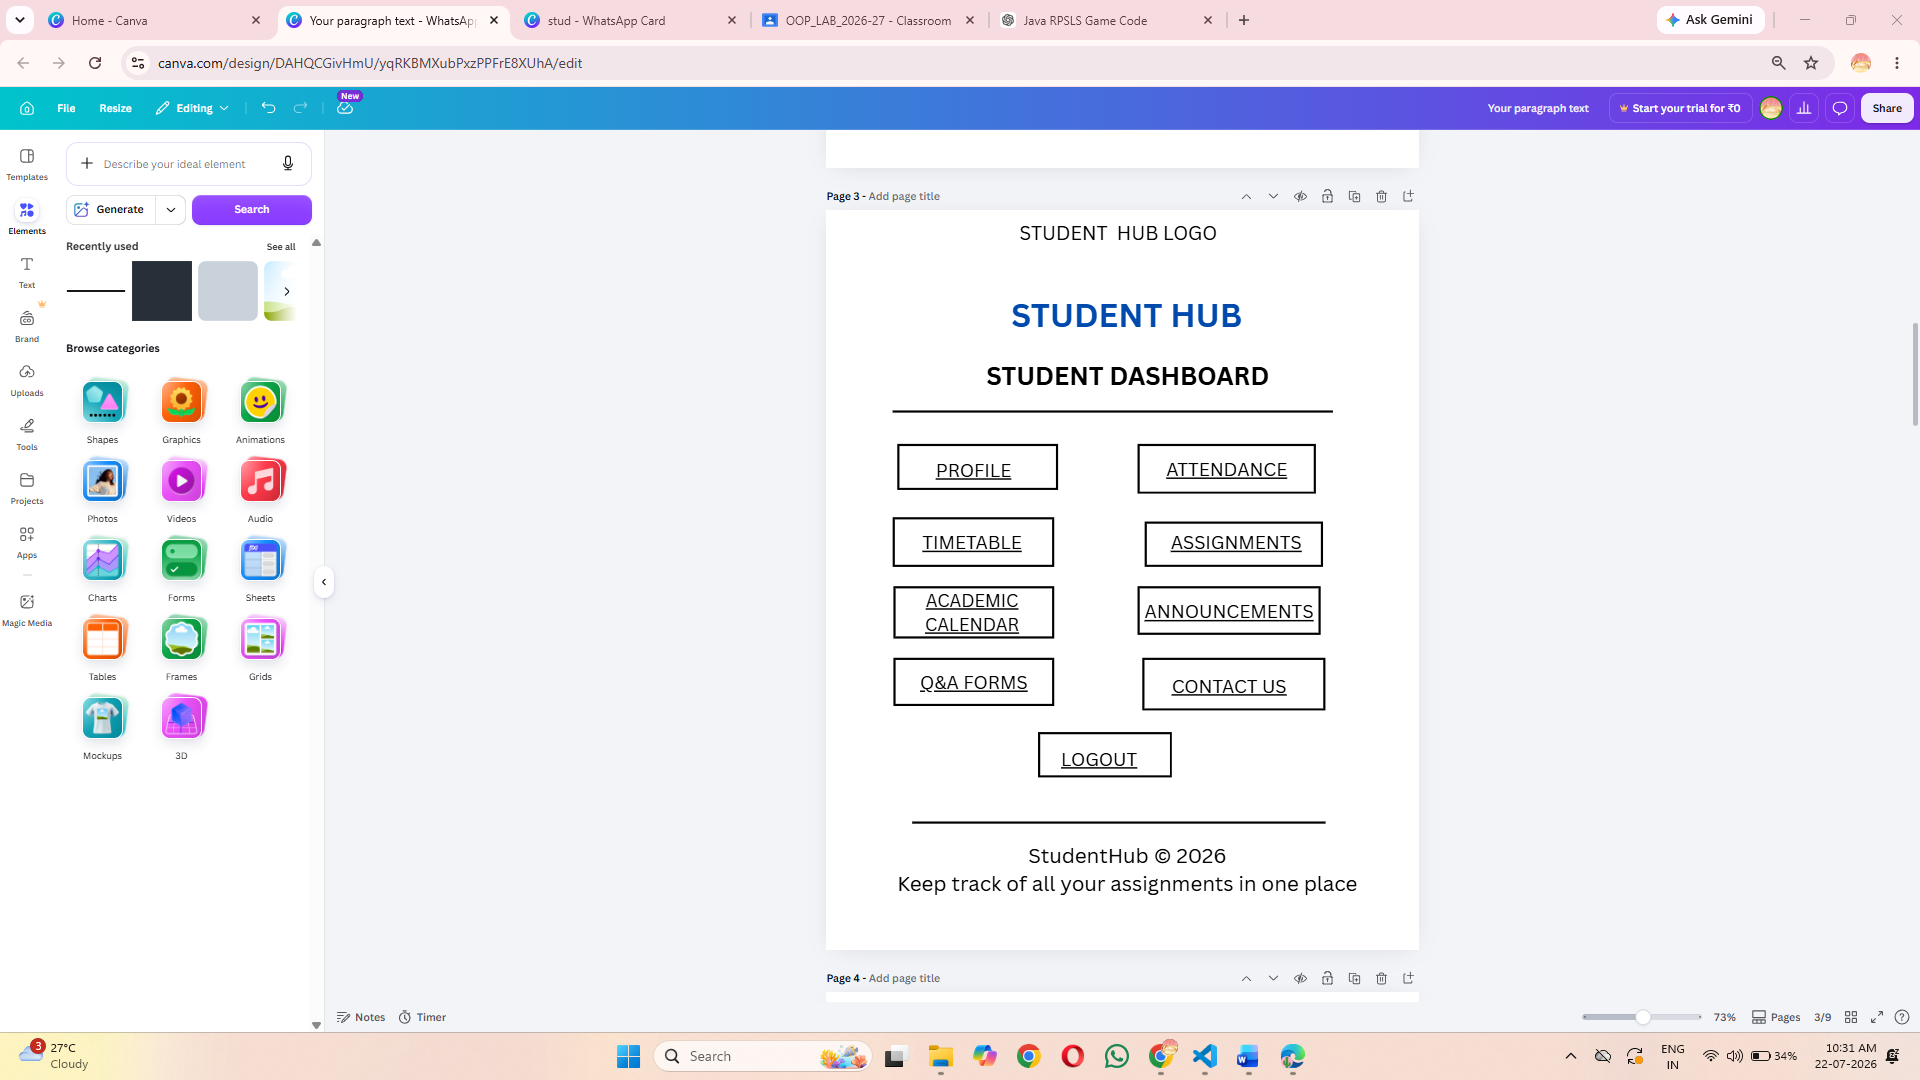 Home - Canva
Your paragraph text - WhatsApp
stud - WhatsApp Card
OOP_LAB_2026-27 - Classroom
Java RPSLS Game Code
Ask Gemini
canva.com/design/DAHQCGivHmU/yqRKBMXubPxzPPFrE8XUhA/edit
File
Resize
Editing
New
Your paragraph text
Start your trial for ₹0
Share
Templates
Elements
Text
Brand
Uploads
Tools
Projects
Apps
Magic Media
Describe your ideal element
Generate
Search
Recently used
See all
Browse categories
Shapes
Graphics
Animations
Photos
Videos
Audio
Charts
Forms
Sheets
Tables
Frames
Grids
Mockups
3D
Page 3 - Add page title
STUDENT  HUB LOGO
STUDENT HUB
STUDENT DASHBOARD
PROFILE
ATTENDANCE
TIMETABLE
ASSIGNMENTS
ACADEMIC
CALENDAR
ANNOUNCEMENTS
Q&A FORMS
CONTACT US
LOGOUT
StudentHub © 2026
Keep track of all your assignments in one place
Page 4 - Add page title
Notes
Timer
73%
Pages
3/9
3
27°C
Cloudy
Search
ENG
IN
34%
10:31 AM
22-07-2026